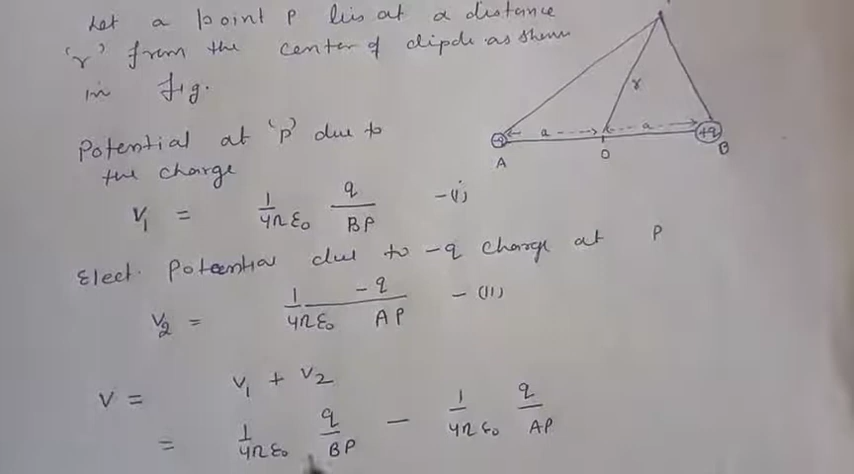 Let a point P lies at a distance
'r' from the center of dipole as shown
in fig.
Potential at 'P' due to
the charge
V₁ = 1/4πε₀ q/BP -(i)
Elect. Potential due to -q charge at P
V₂ = 1/4πε₀ -q/AP - (11)
V = V₁ + V₂
= 1/4πε₀ q/BP - 1/4πε₀ q/AP
r
a a
-q +q
A O B